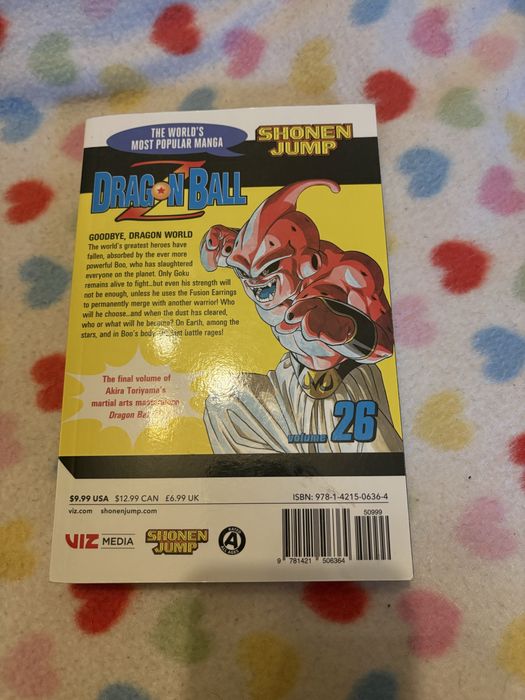 THE WORLD'S
MOST POPULAR MANGA
SHONEN
JUMP
DRAGON BALL
Z
GOODBYE, DRAGON WORLD
The world's greatest heroes have
fallen, absorbed by the ever more
powerful Boo, who has slaughtered
everyone on the planet. Only Goku
remains alive to fight...but even his strength will
not be enough, unless he uses the Fusion Earrings
to permanently merge with another warrior! Who
will he choose...and when the dust has cleared,
who or what will he become? On Earth, among the
stars, and in Boo's body, the last battle rages!
The final volume of
Akira Toriyama's
martial arts masterpiece
Dragon Ball
volume 26
$9.99 USA $12.99 CAN £6.99 UK
viz.com shonenjump.com
ISBN: 978-1-4215-0636-4
50999
VIZ MEDIA
SHONEN
JUMP
RATED
A
ALL AGES
9 781421 506364